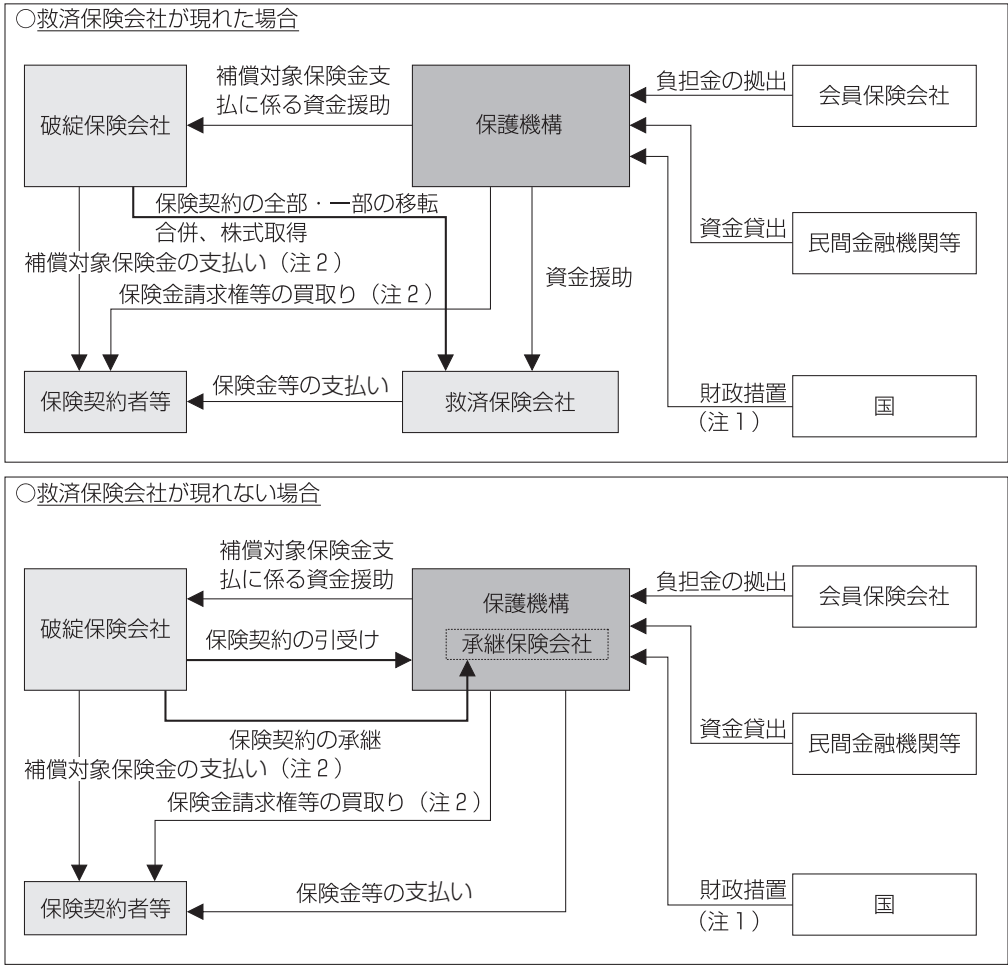 ○救済保険会社が現れた場合
補償対象保険金支
払に係る資金援助
負担金の拠出
会員保険会社
破綻保険会社
保護機構
保険契約の全部・一部の移転
合併、株式取得
資金貸出
民間金融機関等
補償対象保険金の支払い（注２）
資金援助
保険金請求権等の買取り（注２）
保険契約者等
保険金等の支払い
救済保険会社
財政措置
（注１）
国
○救済保険会社が現れない場合
補償対象保険金支
払に係る資金援助
負担金の拠出
会員保険会社
破綻保険会社
保護機構
承継保険会社
保険契約の引受け
保険契約の承継
資金貸出
民間金融機関等
補償対象保険金の支払い（注２）
保険金請求権等の買取り（注２）
保険契約者等
保険金等の支払い
財政措置
（注１）
国